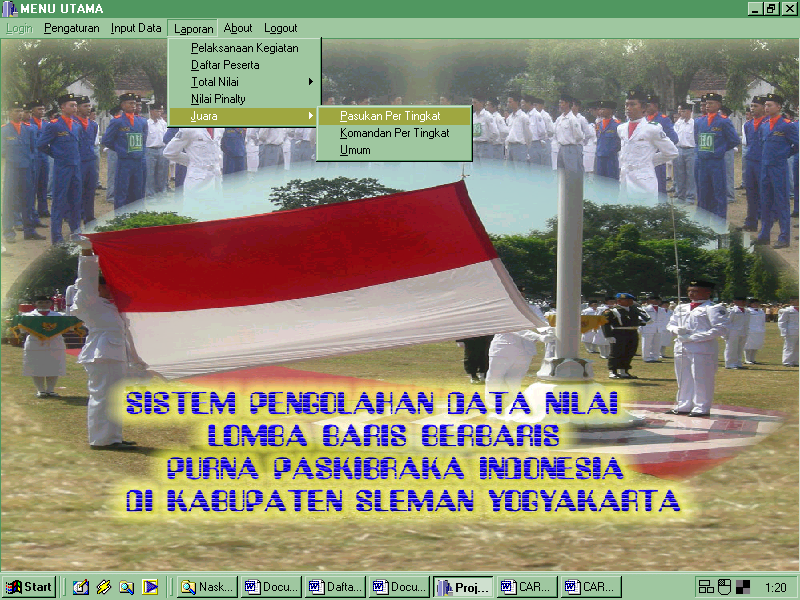 MENU UTAMA
Login Pengaturan Input Data Laporan About Logout
Pelaksanaan Kegiatan
Daftar Peserta
Total Nilai
Nilai Pinalty
Juara
Pasukan Per Tingkat
Komandan Per Tingkat
Umum
SISTEM PENGOLAHAN DATA NILAI
LOMBA BARIS BERBARIS
PURNA PASKIBRAKA INDONESIA
DI KABUPATEN SLEMAN YOGYAKARTA
Start Nask... Docu... Dafta... Docu... Proj... CAR... CAR... 1:20